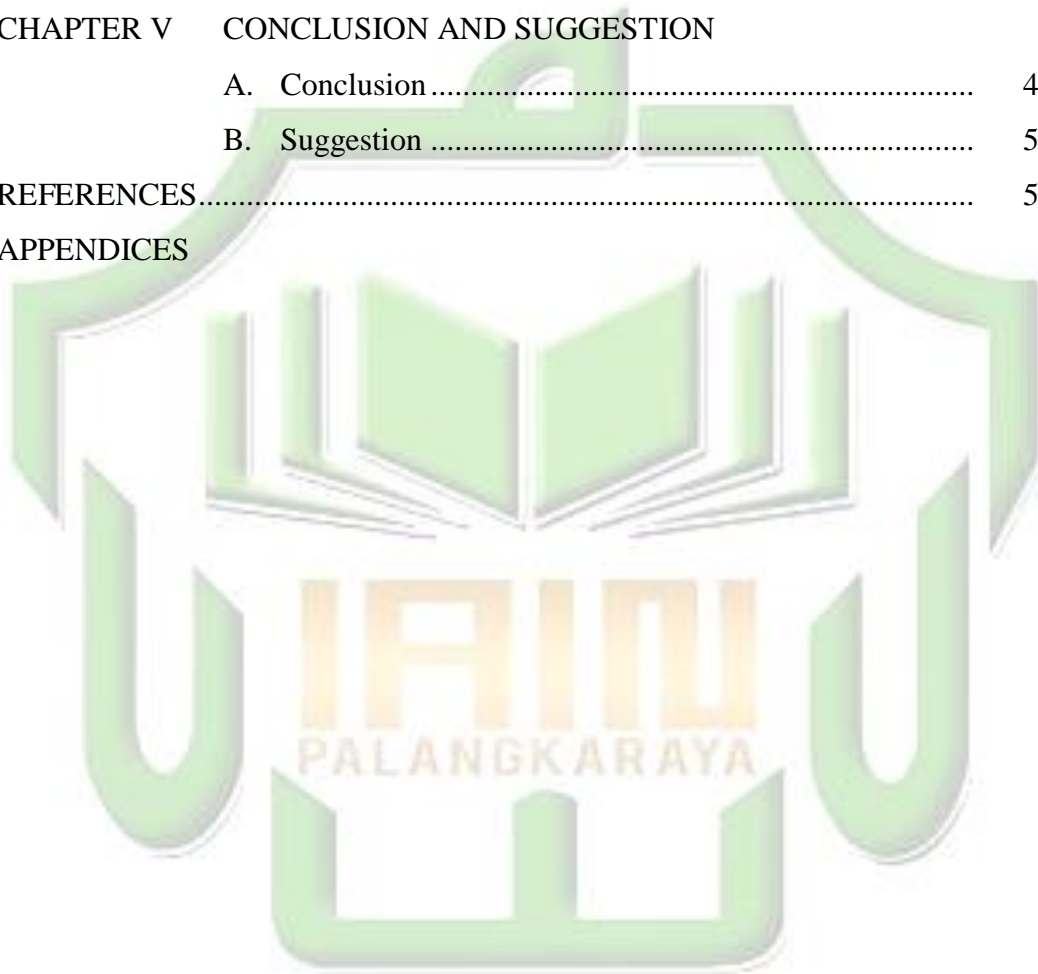 CHAPTER V CONCLUSION AND SUGGESTION
A. Conclusion .................................................................... 4
B. Suggestion .................................................................... 5
REFERENCES................................................................................................ 5
APPENDICES
IAIN
PALANGKARAYA